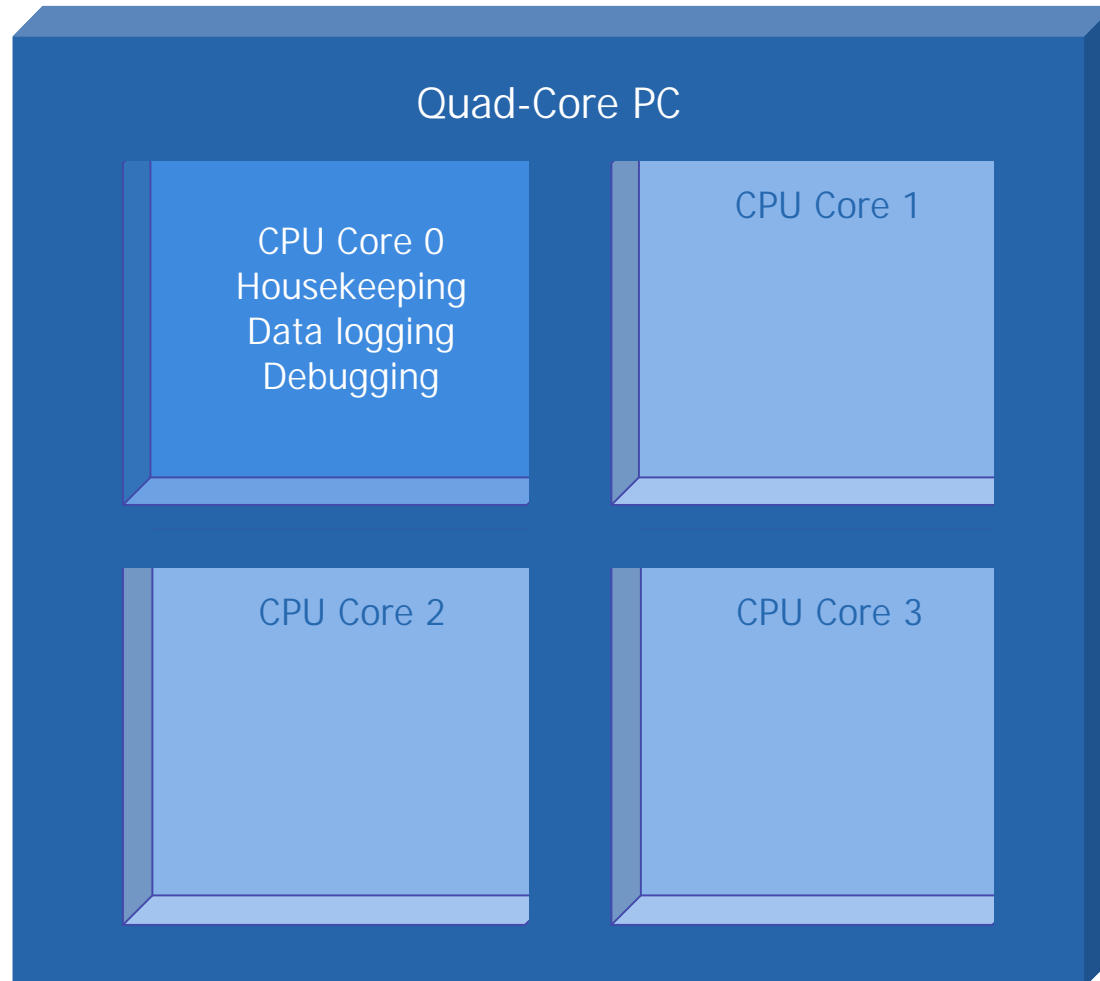 Quad-Core PC
CPU Core 0
Housekeeping
Data logging
Debugging
CPU Core 1
CPU Core 2
CPU Core 3